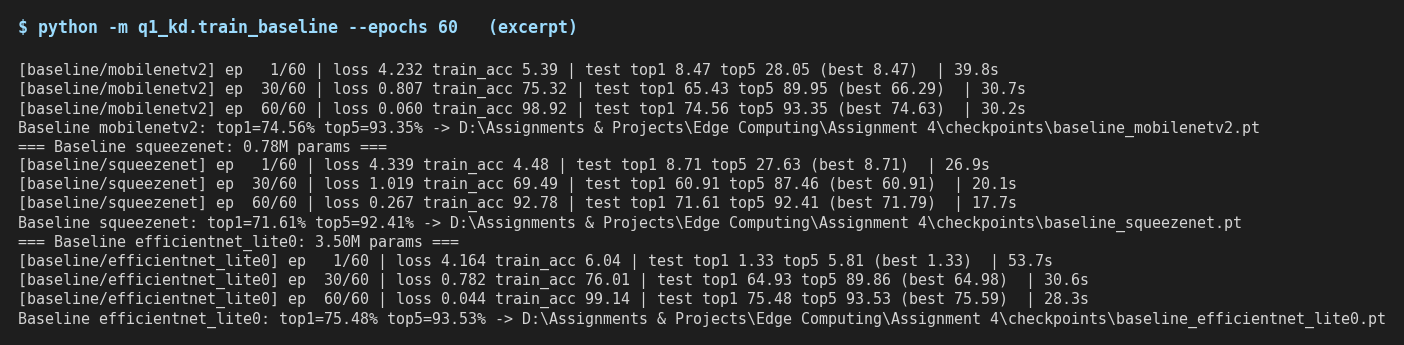 $ python -m q1_kd.train_baseline --epochs 60   (excerpt)
[baseline/mobilenetv2] ep   1/60 | loss 4.232 train_acc 5.39 | test top1 8.47 top5 28.05 (best 8.47)  | 39.8s
[baseline/mobilenetv2] ep  30/60 | loss 0.807 train_acc 75.32 | test top1 65.43 top5 89.95 (best 66.29)  | 30.7s
[baseline/mobilenetv2] ep  60/60 | loss 0.060 train_acc 98.92 | test top1 74.56 top5 93.35 (best 74.63)  | 30.2s
Baseline mobilenetv2: top1=74.56% top5=93.35% -> D:\Assignments & Projects\Edge Computing\Assignment 4\checkpoints\baseline_mobilenetv2.pt
=== Baseline squeezenet: 0.78M params ===
[baseline/squeezenet] ep   1/60 | loss 4.339 train_acc 4.48 | test top1 8.71 top5 27.63 (best 8.71)  | 26.9s
[baseline/squeezenet] ep  30/60 | loss 1.019 train_acc 69.49 | test top1 60.91 top5 87.46 (best 60.91)  | 20.1s
[baseline/squeezenet] ep  60/60 | loss 0.267 train_acc 92.78 | test top1 71.61 top5 92.41 (best 71.79)  | 17.7s
Baseline squeezenet: top1=71.61% top5=92.41% -> D:\Assignments & Projects\Edge Computing\Assignment 4\checkpoints\baseline_squeezenet.pt
=== Baseline efficientnet_lite0: 3.50M params ===
[baseline/efficientnet_lite0] ep   1/60 | loss 4.164 train_acc 6.04 | test top1 1.33 top5 5.81 (best 1.33)  | 53.7s
[baseline/efficientnet_lite0] ep  30/60 | loss 0.782 train_acc 76.01 | test top1 64.93 top5 89.86 (best 64.98)  | 30.6s
[baseline/efficientnet_lite0] ep  60/60 | loss 0.044 train_acc 99.14 | test top1 75.48 top5 93.53 (best 75.59)  | 28.3s
Baseline efficientnet_lite0: top1=75.48% top5=93.53% -> D:\Assignments & Projects\Edge Computing\Assignment 4\checkpoints\baseline_efficientnet_lite0.pt